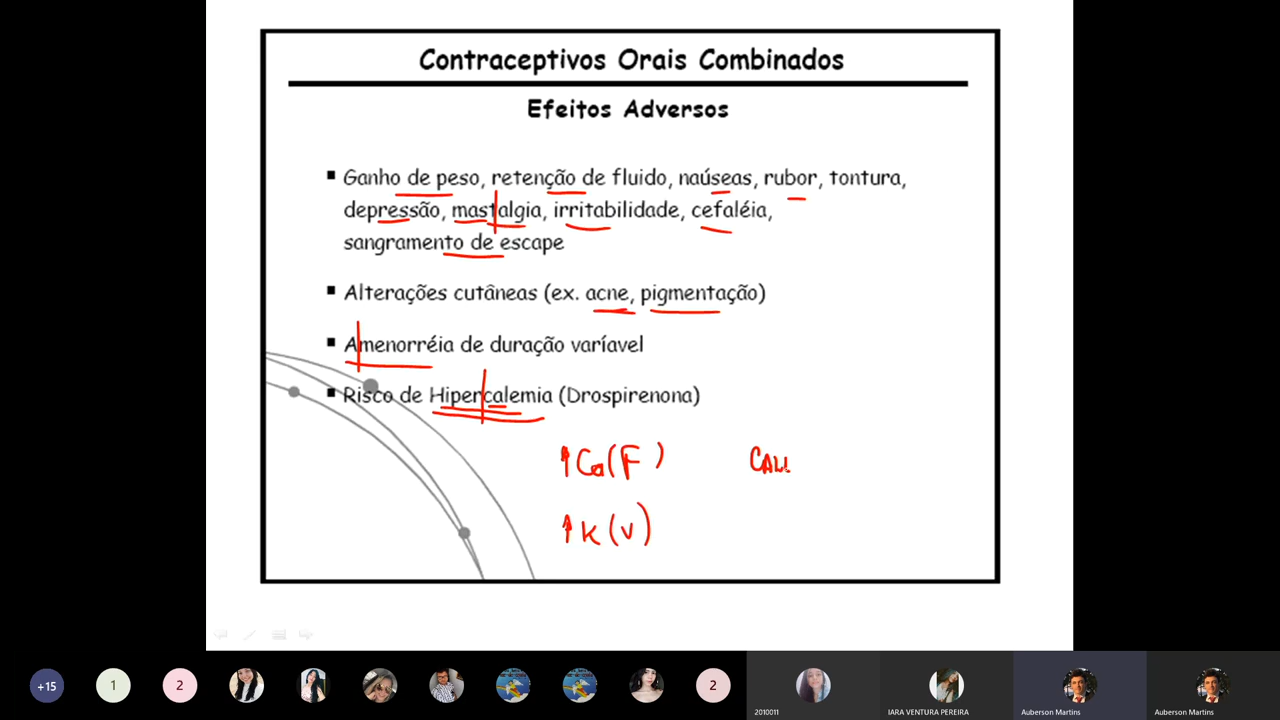 Contraceptivos Orais Combinados
Efeitos Adversos
Ganho de peso, retenção de fluido, naúseas, rubor, tontura,
depressão, mastalgia, irritabilidade, cefaléia,
sangramento de escape
Alterações cutâneas (ex. acne, pigmentação)
Amenorréia de duração varíavel
Risco de Hipercalemia (Drospirenona)
↑Ca(F) CALI
↑K(V)
+15 1 2 2
2010011 IARA VENTURA PEREIRA Auberson Martins Auberson Martins